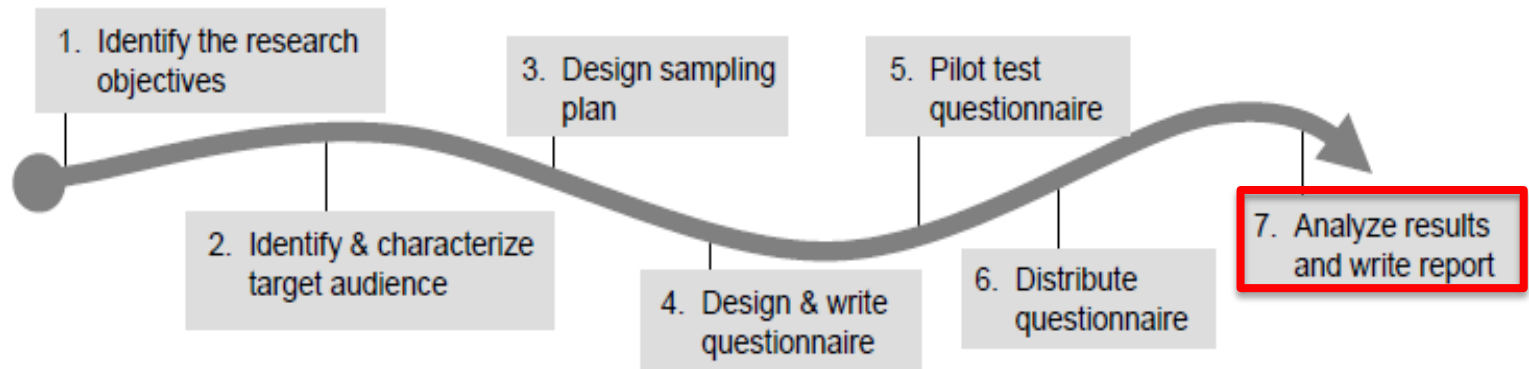 1. Identify the research
objectives
2. Identify & characterize
target audience
3. Design sampling
plan
4. Design & write
questionnaire
5. Pilot test
questionnaire
6. Distribute
questionnaire
7. Analyze results
and write report